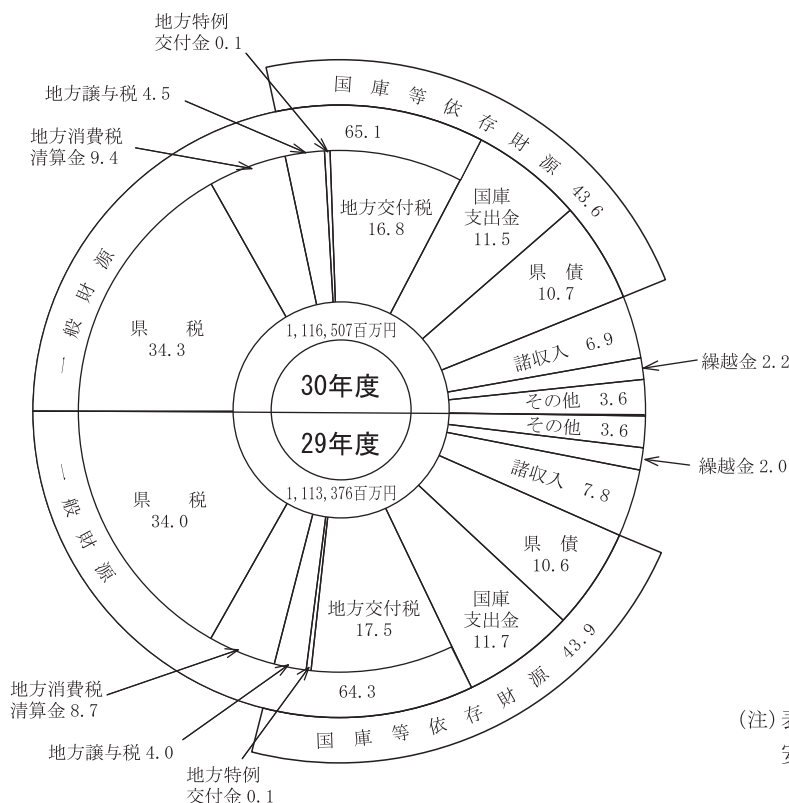 地方特例
交付金 0.1
地方譲与税 4.5
地方消費税
清算金 9.4
国庫等依存財源 43.6
65.1
地方交付税
16.8
国庫
支出金
11.5
県　債
10.7
一般財源
県　税
34.3
1,116,507百万円
諸収入 6.9
繰越金 2.2
その他 3.6
30年度
29年度
その他 3.6
繰越金 2.0
諸収入 7.8
1,113,376百万円
一般財源
県　税
34.0
県　債
10.6
国庫
支出金
11.7
地方交付税
17.5
64.3
国庫等依存財源 43.9
地方消費税
清算金 8.7
地方譲与税 4.0
地方特例
交付金 0.1
(注)